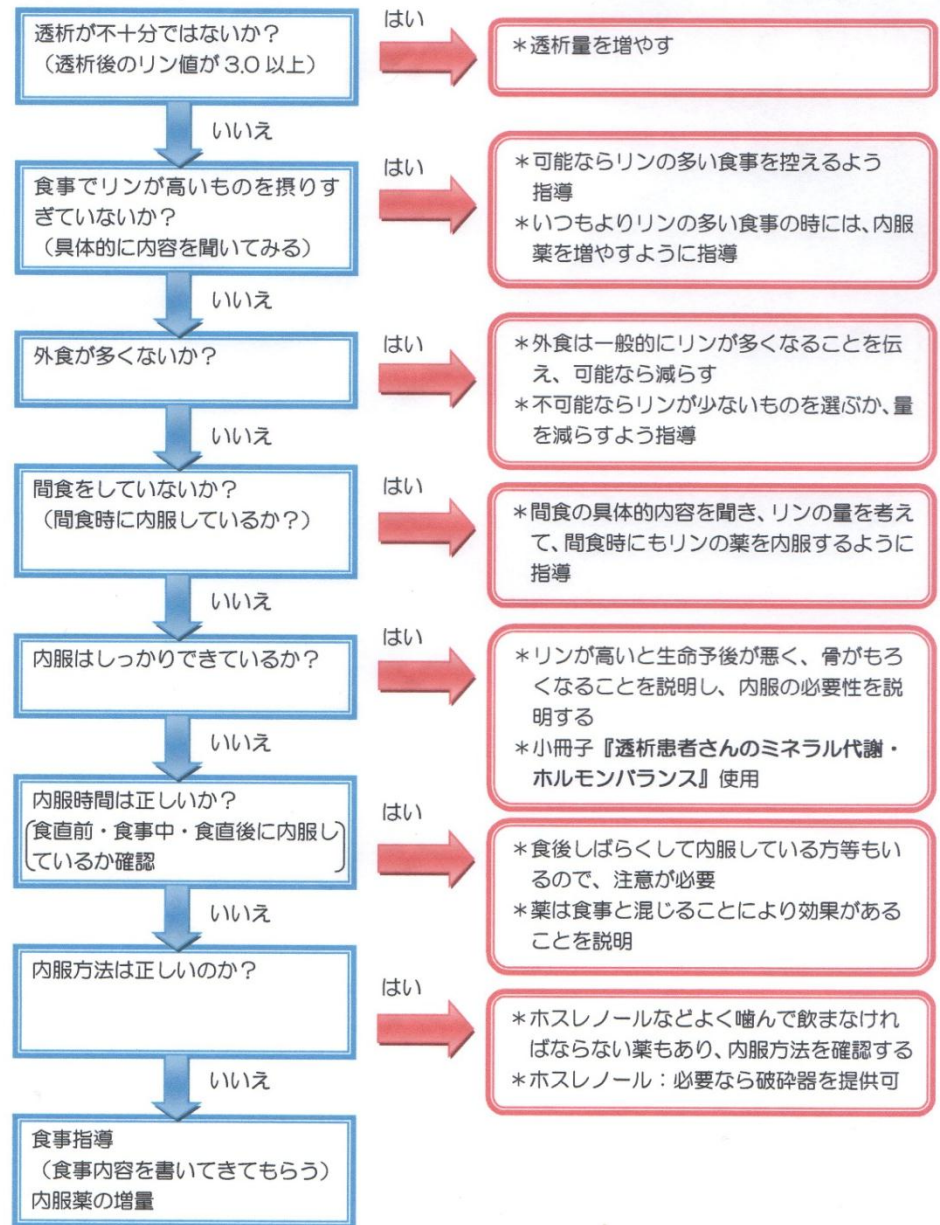 透析が不十分ではないか？
（透析後のリン値が 3.0 以上）
はい
＊透析量を増やす
いいえ
食事でリンが高いものを摂りす
ぎていないか？
（具体的に内容を聞いてみる）
はい
＊可能ならリンの多い食事を控えるよう
指導
＊いつもよりリンの多い食事の時には、内服
薬を増やすように指導
いいえ
外食が多くないか？
はい
＊外食は一般的にリンが多くなることを伝
え、可能なら減らす
＊不可能ならリンが少ないものを選ぶか、量
を減らすよう指導
いいえ
間食をしていないか？
（間食時に内服しているか？）
はい
＊間食の具体的内容を聞き、リンの量を考え
て、間食時にもリンの薬を内服するように
指導
いいえ
内服はしっかりできているか？
はい
＊リンが高いと生命予後が悪く、骨がもろ
くなることを説明し、内服の必要性を説
明する
＊小冊子『透析患者さんのミネラル代謝・
ホルモンバランス』使用
いいえ
内服時間は正しいか？
〔食直前・食事中・食直後に内服し
ているか確認〕
はい
＊食後しばらくして内服している方等もい
るので、注意が必要
＊薬は食事と混じることにより効果がある
ことを説明
いいえ
内服方法は正しいのか？
はい
＊ホスレノールなどよく噛んで飲まなけれ
ばならない薬もあり、内服方法を確認する
＊ホスレノール：必要なら破砕器を提供可
いいえ
食事指導
（食事内容を書いてきてもらう）
内服薬の増量